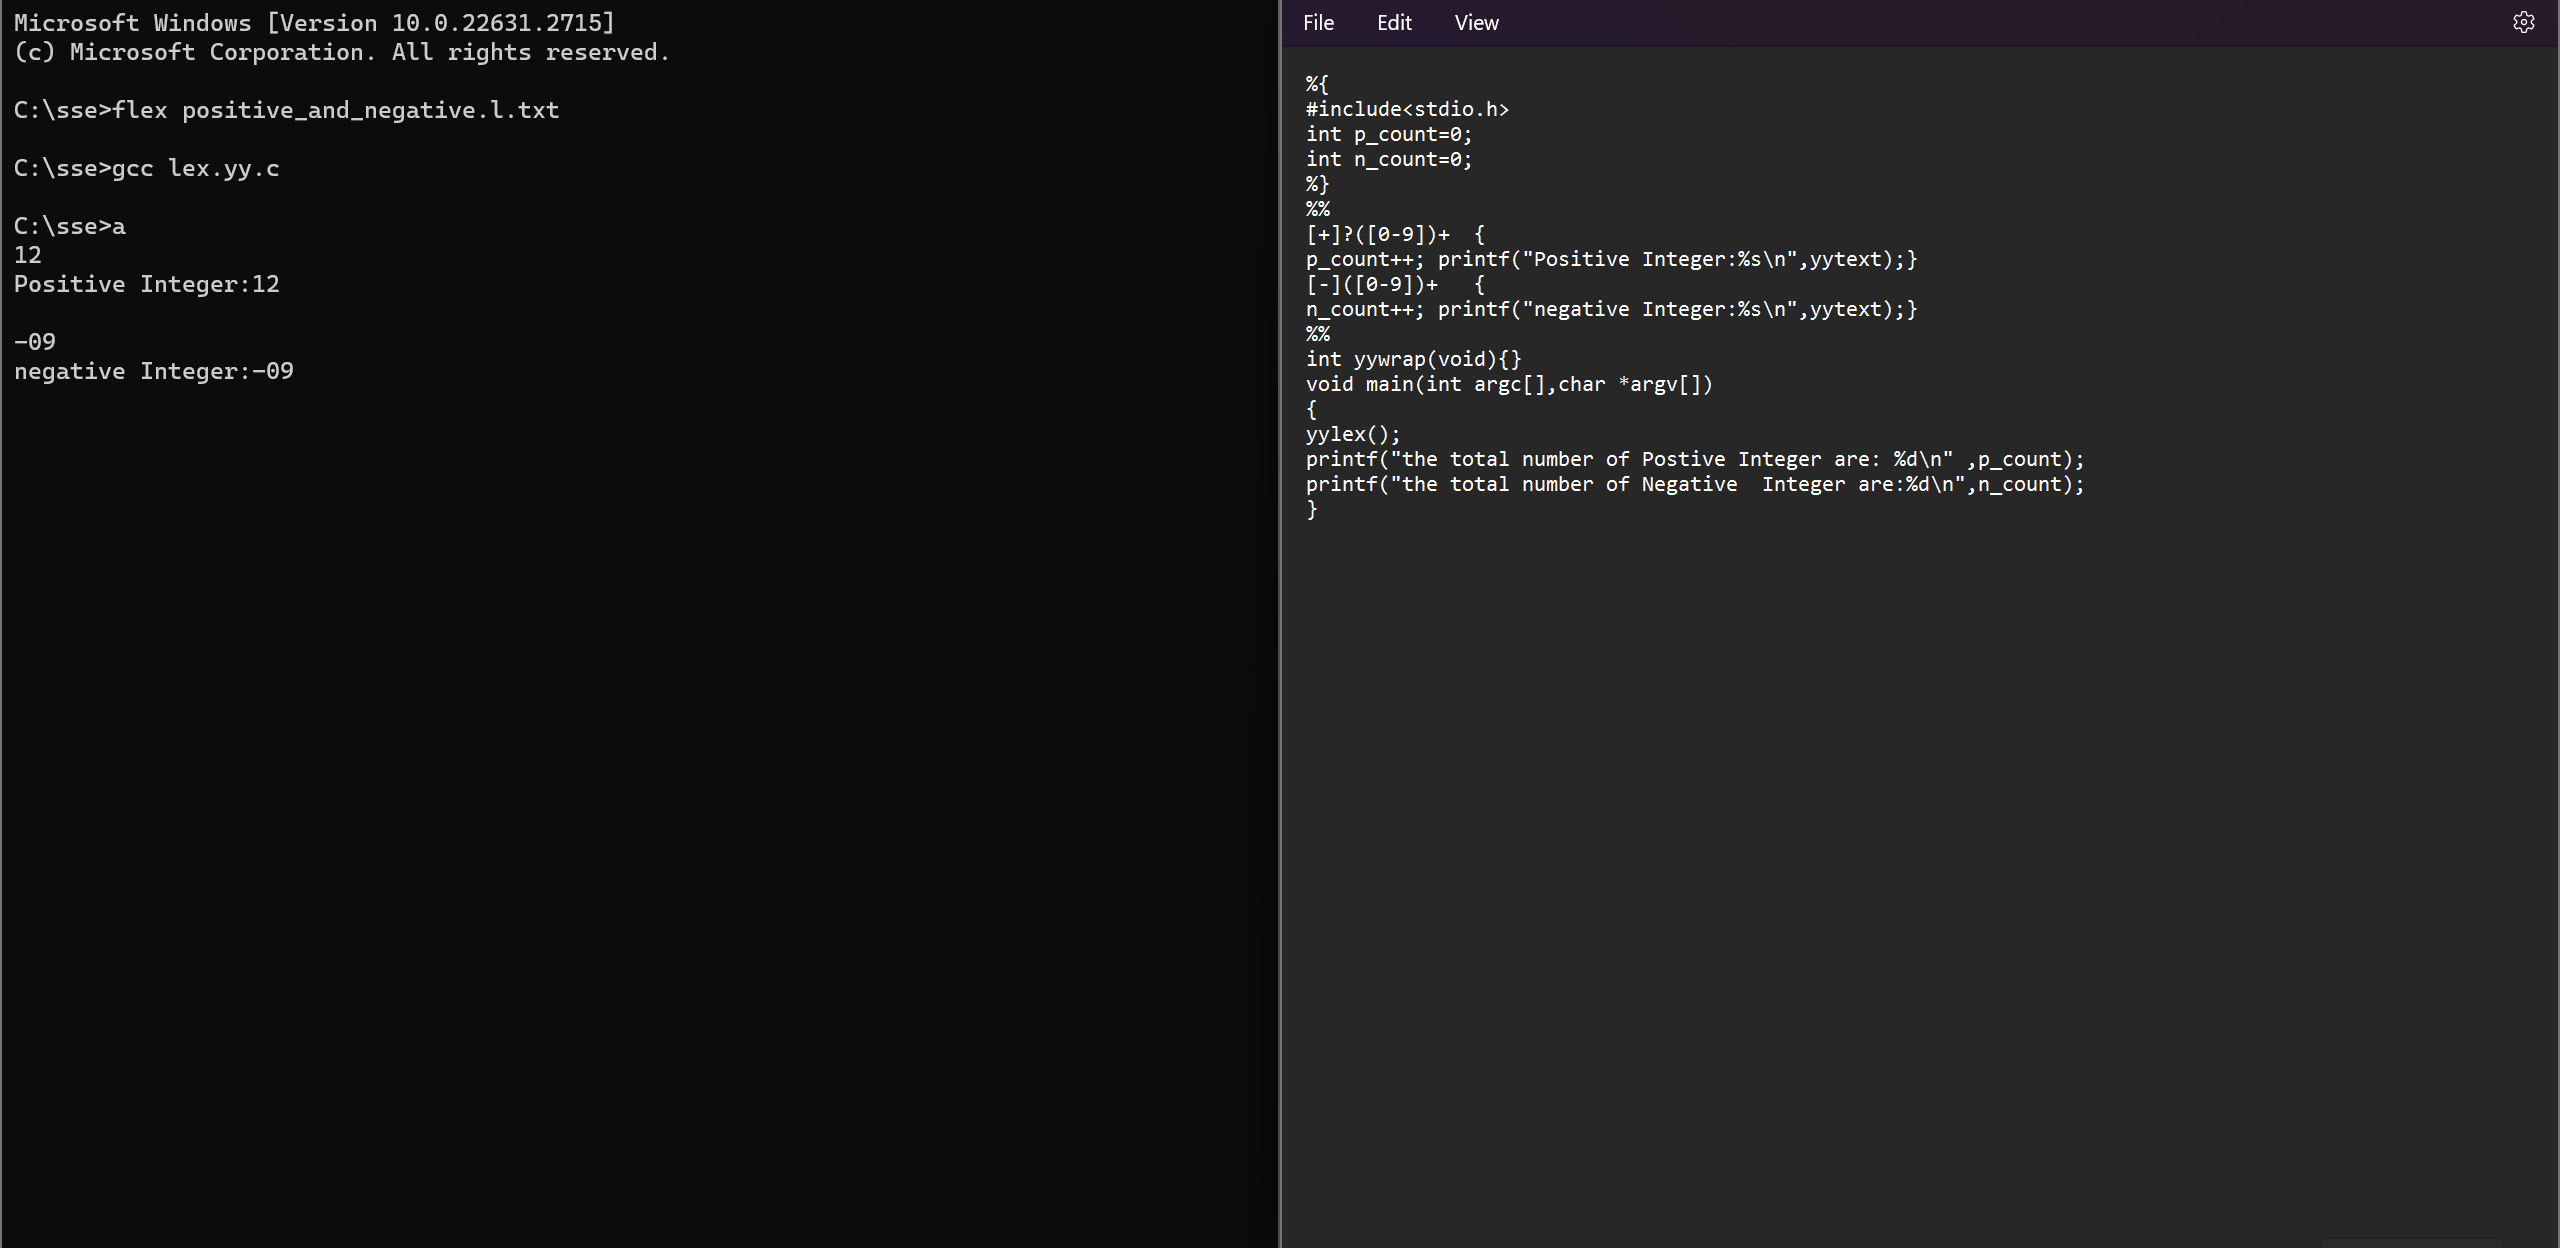 Microsoft Windows [Version 10.0.22631.2715]
(c) Microsoft Corporation. All rights reserved.
C:\sse>flex positive_and_negative.l.txt
C:\sse>gcc lex.yy.c
C:\sse>a
12
Positive Integer:12
-09
negative Integer:-09
File Edit View
%{
#include<stdio.h>
int p_count=0;
int n_count=0;
%}
%%
[+]?([0-9])+  {
p_count++; printf("Positive Integer:%s\n",yytext);}
[-]([0-9])+   {
n_count++; printf("negative Integer:%s\n",yytext);}
%%
int yywrap(void){}
void main(int argc[],char *argv[])
{
yylex();
printf("the total number of Postive Integer are: %d\n" ,p_count);
printf("the total number of Negative  Integer are:%d\n",n_count);
}